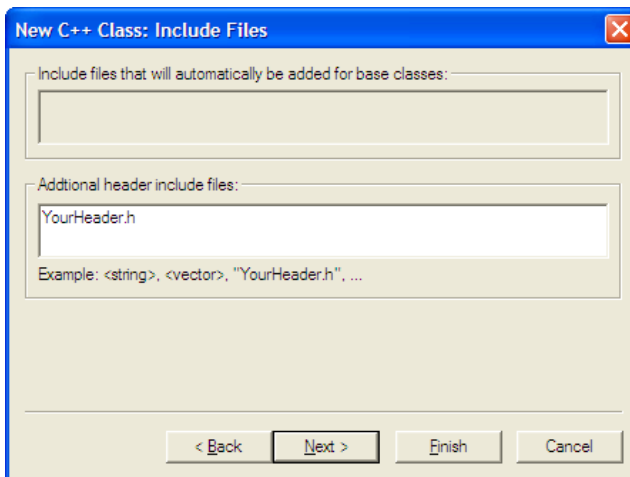 New C++ Class: Include Files
Include files that will automatically be added for base classes:
Addtional header include files:
YourHeader.h
Example: <string>, <vector>, "YourHeader.h", ...
< Back Next > Finish Cancel